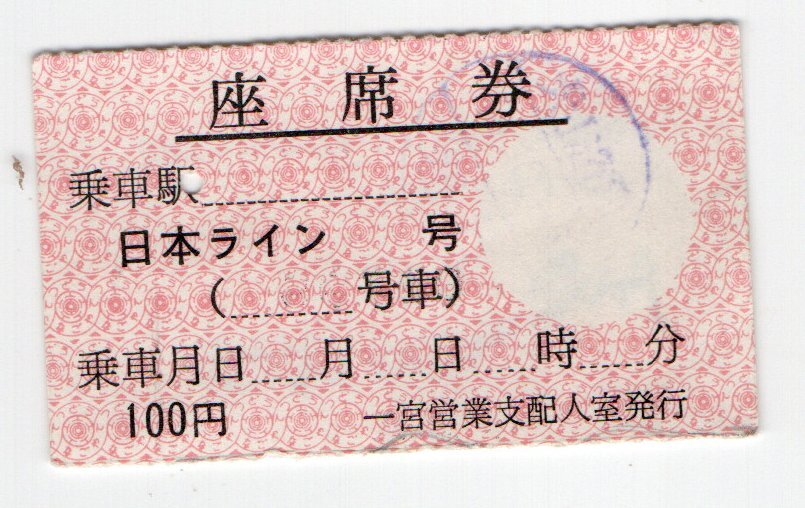 座席券
乗車駅
日本ライン 号
( 号車)
乗車月日 月 日 時 分
100円 一宮営業支配人室発行